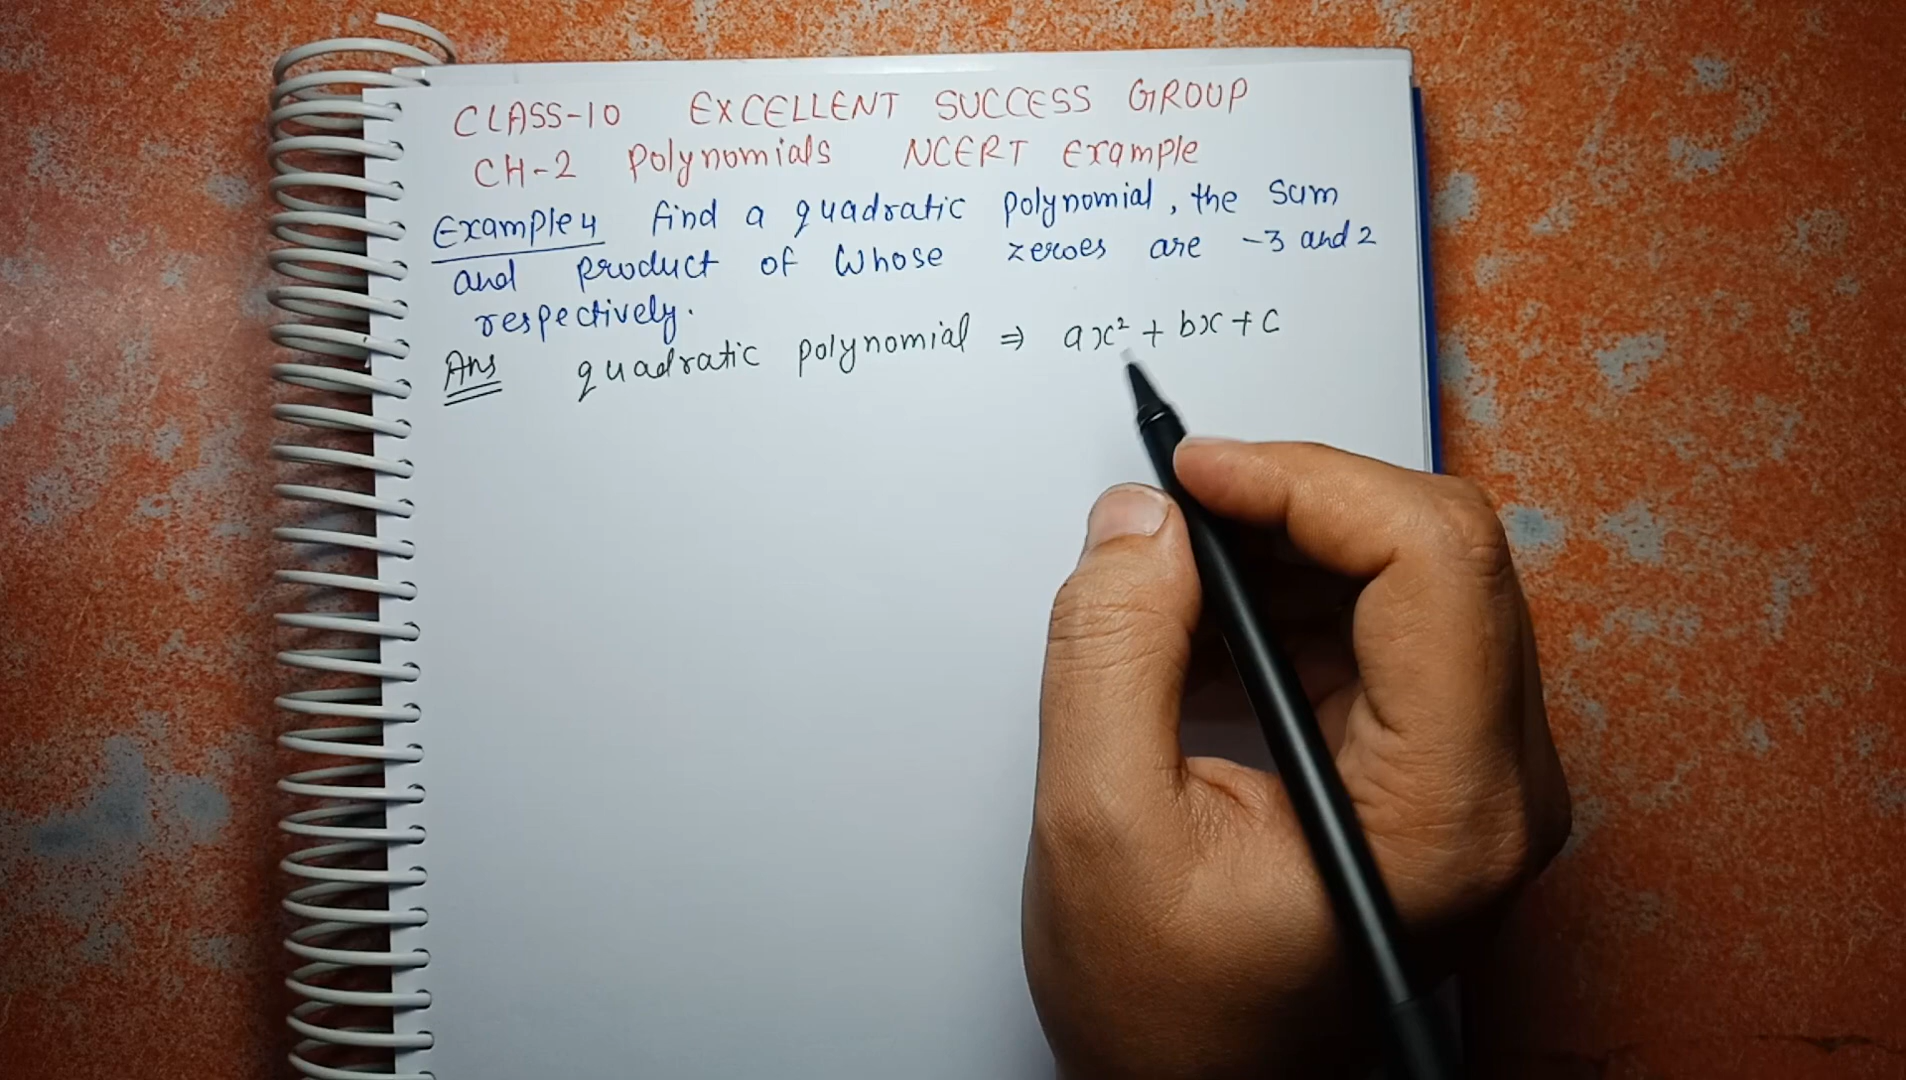 CLASS-10 EXCELLENT SUCCESS GROUP
CH-2 Polynomials NCERT Example
Example 4 find a quadratic polynomial, the sum
and product of whose zeroes are -3 and 2
respectively.
Ans quadratic polynomial ⇒ ax² + bx + c